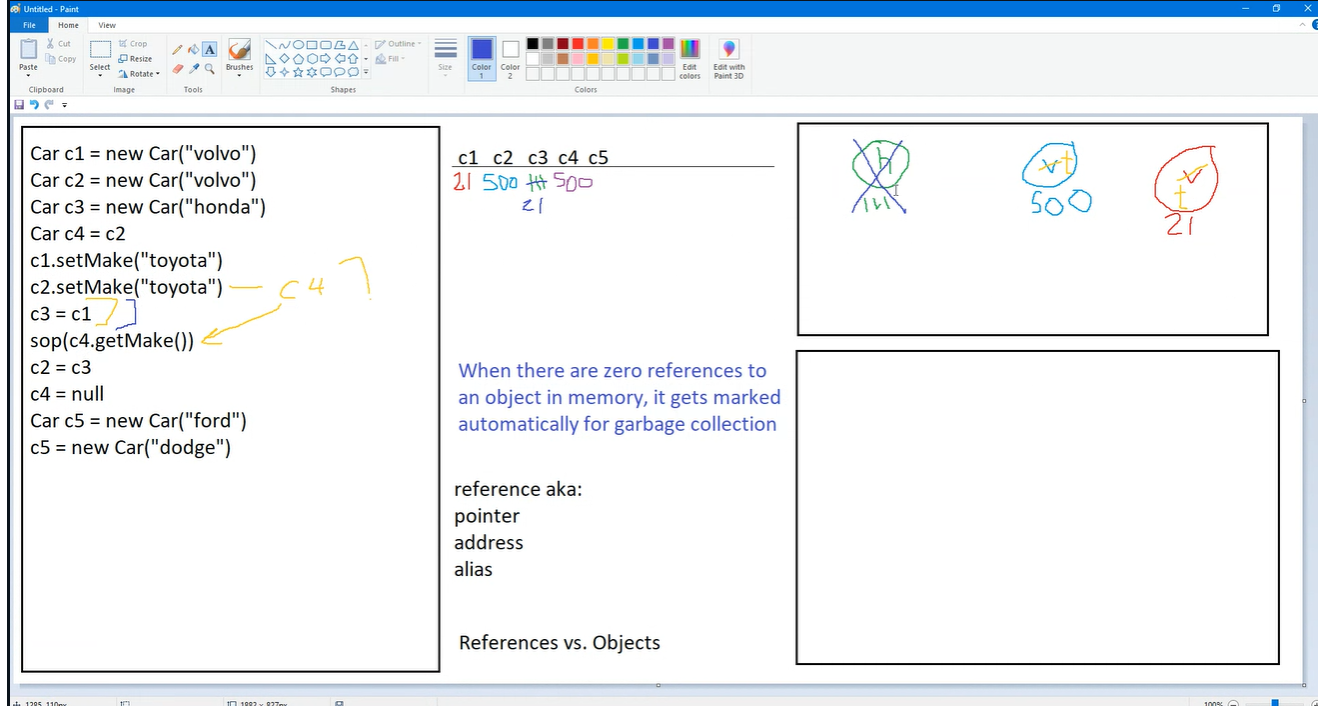 Untitled - Paint
File Home View
Paste
Cut
Copy
Clipboard
Select
Crop
Resize
Rotate
Image
A
Tools
Brushes
Outline
Fill
Shapes
Size
Color 1
Color 2
Edit colors
Colors
Edit with Paint 3D
Car c1 = new Car("volvo")
Car c2 = new Car("volvo")
Car c3 = new Car("honda")
Car c4 = c2
c1.setMake("toyota")
c2.setMake("toyota") — c4
c3 = c1
sop(c4.getMake())
c2 = c3
c4 = null
Car c5 = new Car("ford")
c5 = new Car("dodge")
c1 c2 c3 c4 c5
21 500 111 500
21
When there are zero references to
an object in memory, it gets marked
automatically for garbage collection
reference aka:
pointer
address
alias
References vs. Objects
h
v t
500
v
t
21
1285, 110px
1882 × 827px
100%